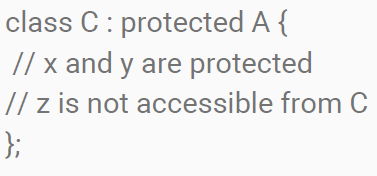 class C : protected A {
// x and y are protected
// z is not accessible from C
};